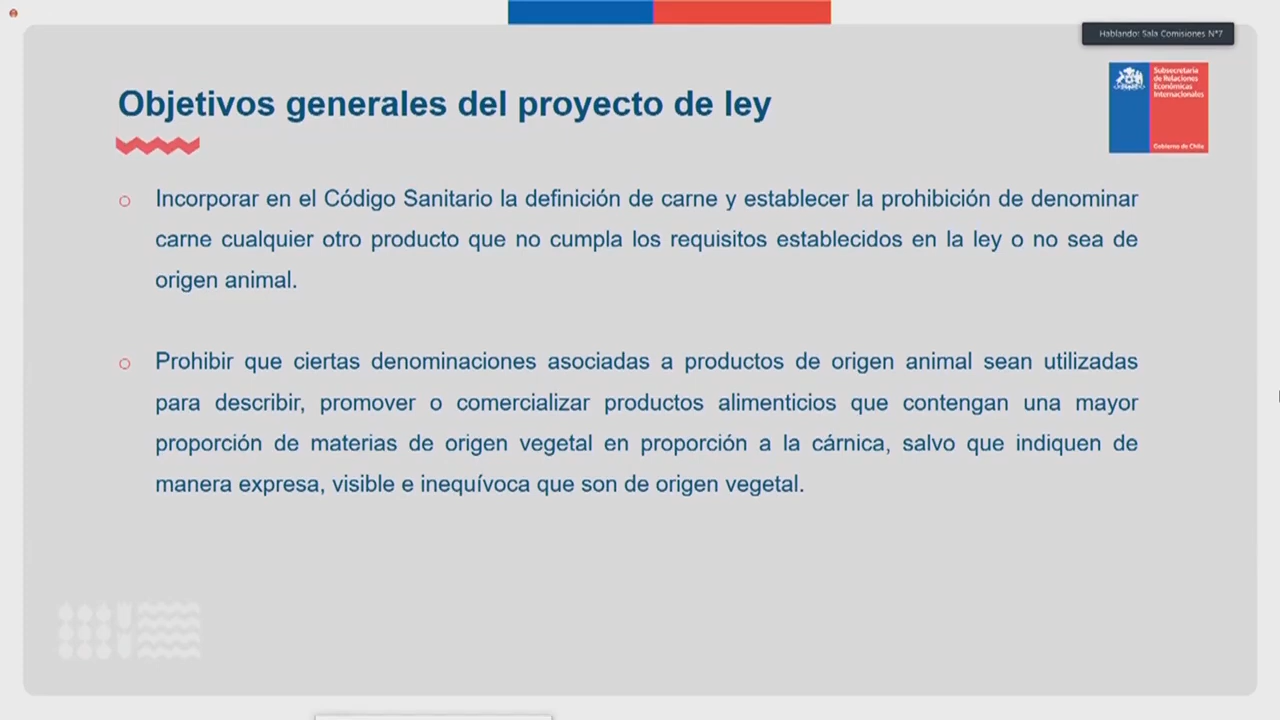 Hablando: Sala Comisiones N°7
Subsecretaría
de Relaciones
Económicas
Internacionales
Gobierno de Chile
Objetivos generales del proyecto de ley
Incorporar en el Código Sanitario la definición de carne y establecer la prohibición de denominar
carne cualquier otro producto que no cumpla los requisitos establecidos en la ley o no sea de
origen animal.
Prohibir que ciertas denominaciones asociadas a productos de origen animal sean utilizadas
para describir, promover o comercializar productos alimenticios que contengan una mayor
proporción de materias de origen vegetal en proporción a la cárnica, salvo que indiquen de
manera expresa, visible e inequívoca que son de origen vegetal.